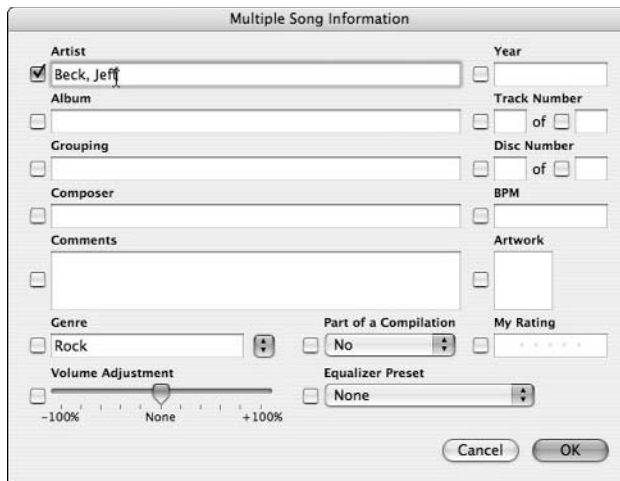 Multiple Song Information
Artist
Year
Beck, Jeff
Album
Track Number
of
Grouping
Disc Number
of
Composer
BPM
Comments
Artwork
Genre
Part of a Compilation
My Rating
Rock
No
Volume Adjustment
Equalizer Preset
None
-100%
None
+100%
Cancel
OK